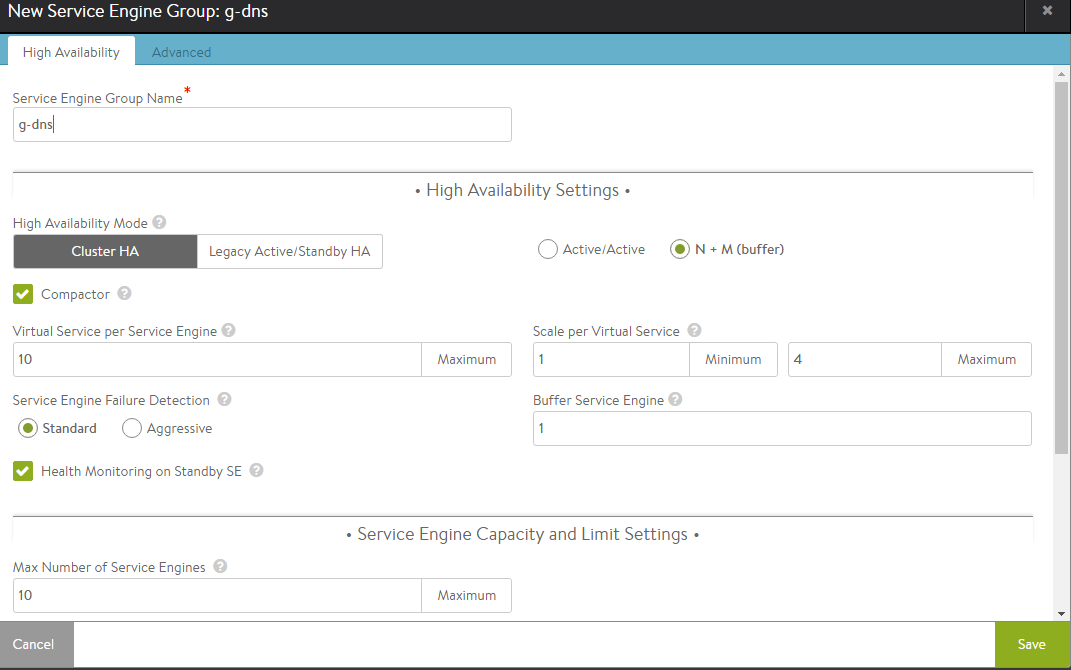 New Service Engine Group: g-dns
High Availability Advanced
Service Engine Group Name*
g-dns
• High Availability Settings •
High Availability Mode ?
Cluster HA Legacy Active/Standby HA Active/Active N + M (buffer)
Compactor ?
Virtual Service per Service Engine ? Scale per Virtual Service ?
10 Maximum 1 Minimum 4 Maximum
Service Engine Failure Detection ? Buffer Service Engine ?
Standard Aggressive 1
Health Monitoring on Standby SE ?
• Service Engine Capacity and Limit Settings •
Max Number of Service Engines ?
10 Maximum
Cancel Save